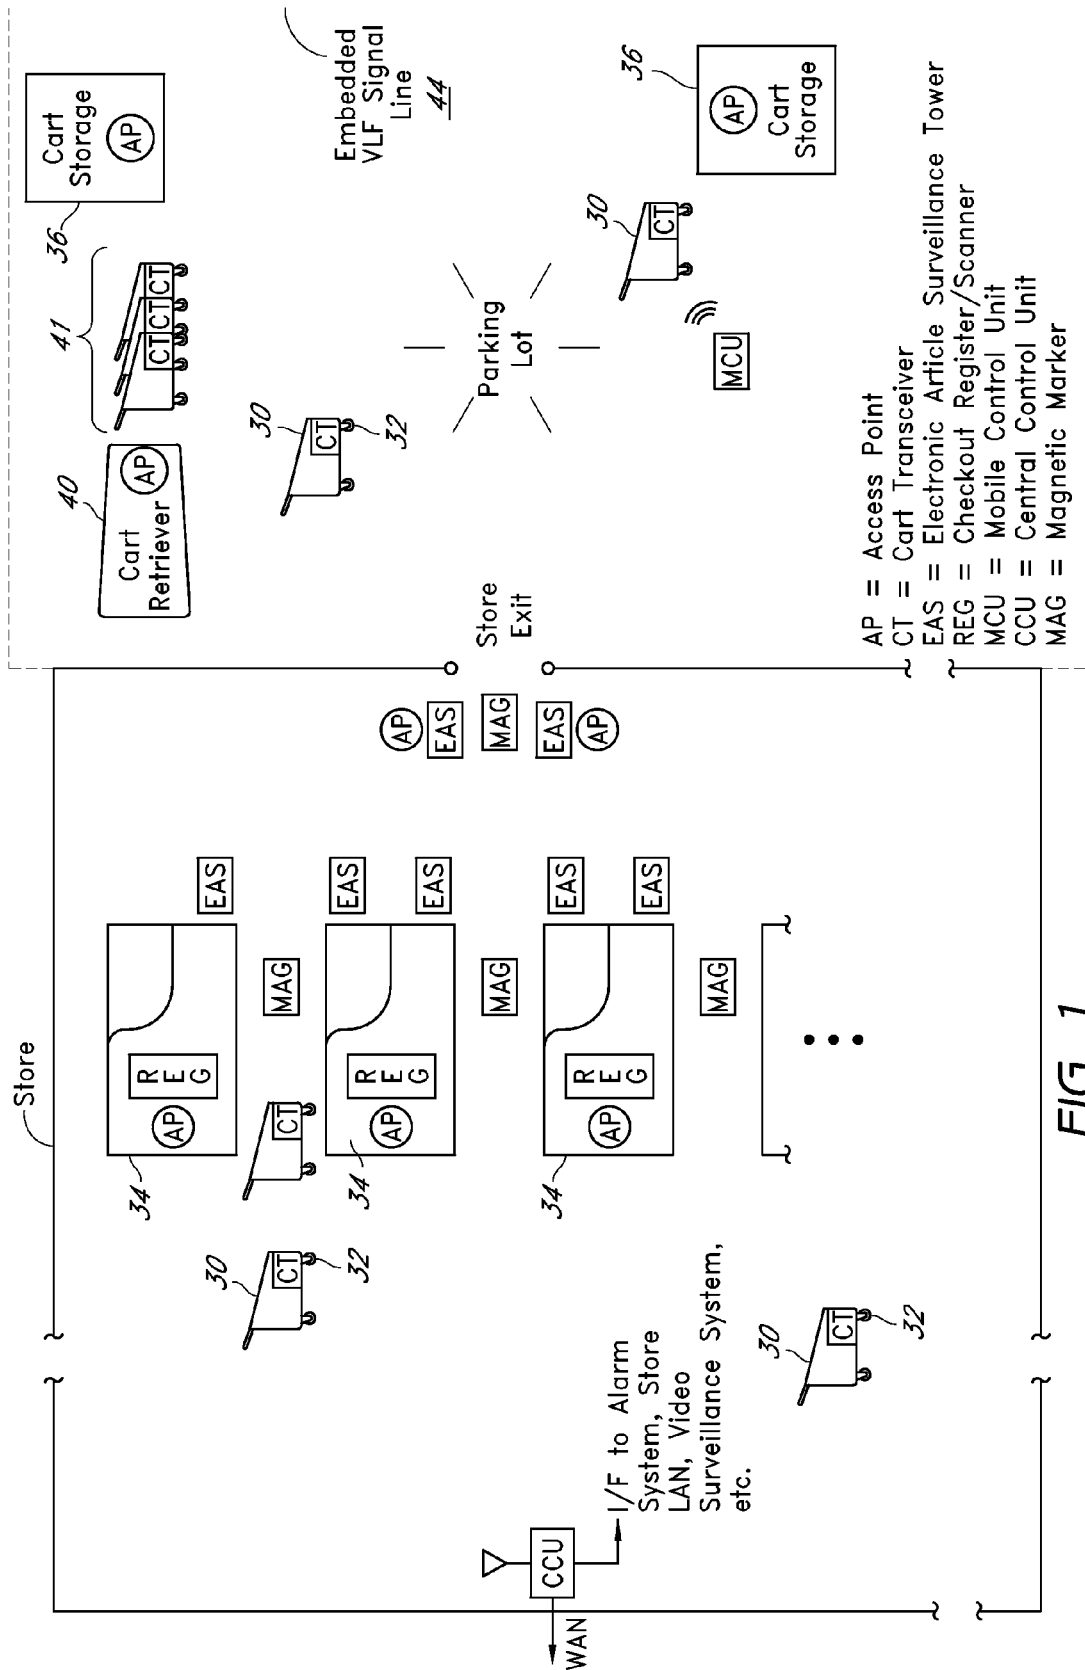 Store
34
REG
AP
EAS
MAG
30
CT
32
CT
34
REG
AP
EAS
EAS
MAG
34
REG
AP
EAS
EAS
MAG
30
CT
32
WAN
CCU
I/F to Alarm
System, Store
LAN, Video
Surveillance System,
etc.
AP
EAS
MAG
EAS
AP
Store
Exit
40
Cart
Retriever
AP
41
CT
CT
CT
36
Cart
Storage
AP
30
CT
32
Embedded
VLF Signal
Line
44
Parking
Lot
30
CT
MCU
36
AP
Cart
Storage
AP = Access Point
CT = Cart Transceiver
EAS = Electronic Article Surveillance Tower
REG = Checkout Register/Scanner
MCU = Mobile Control Unit
CCU = Central Control Unit
MAG = Magnetic Marker
FIG. 1